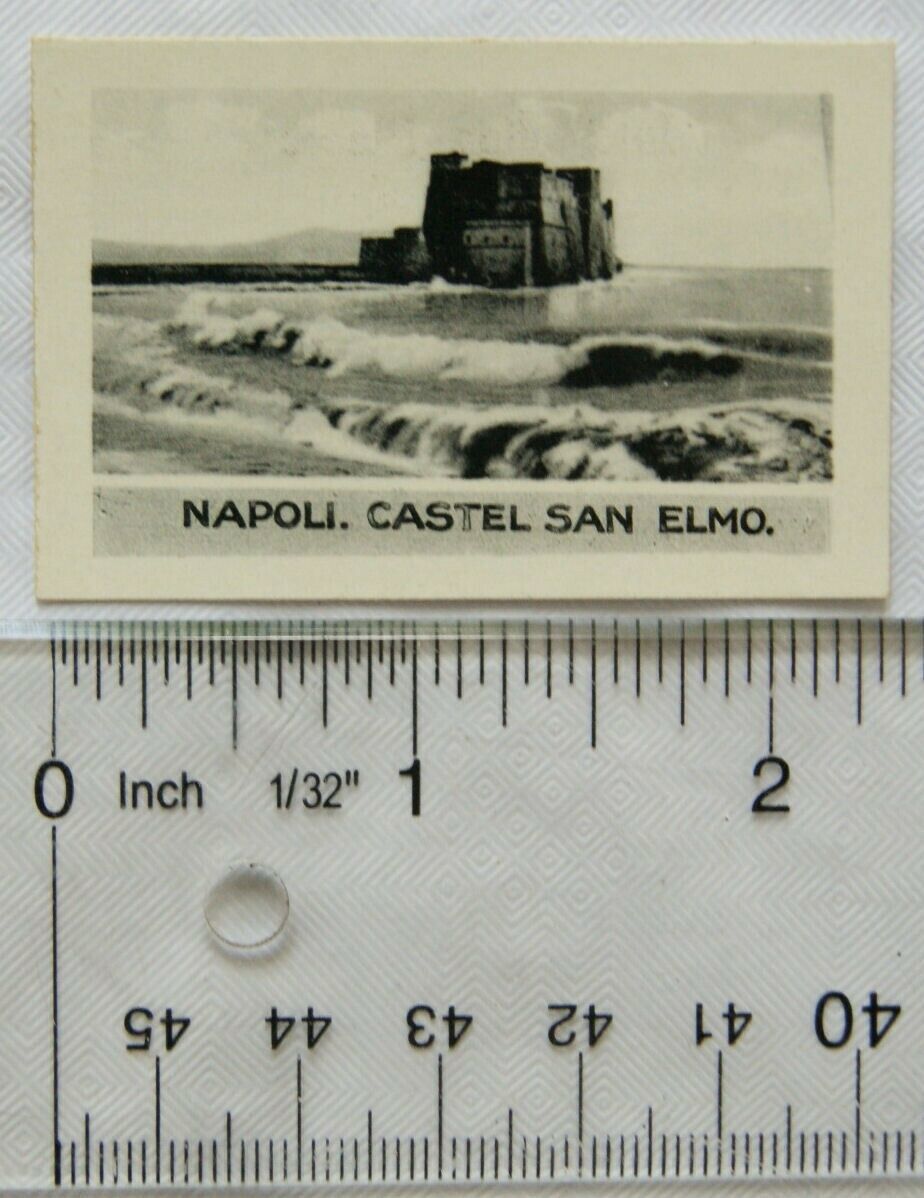 NAPOLI. CASTEL SAN ELMO.
0 Inch 1/32" 1 2
45 44 43 42 41 40